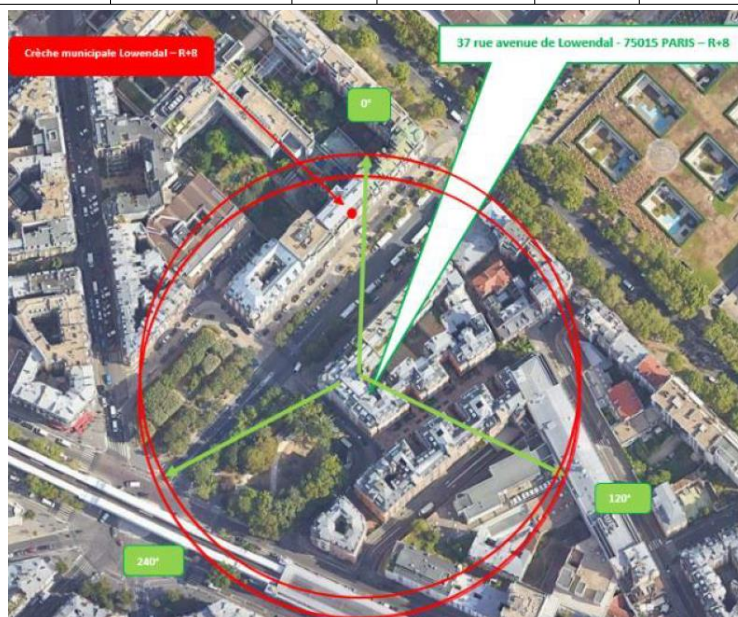 Crèche municipale Lowendal – R+8
37 rue avenue de Lowendal - 75015 PARIS – R+8
0°
120°
240°